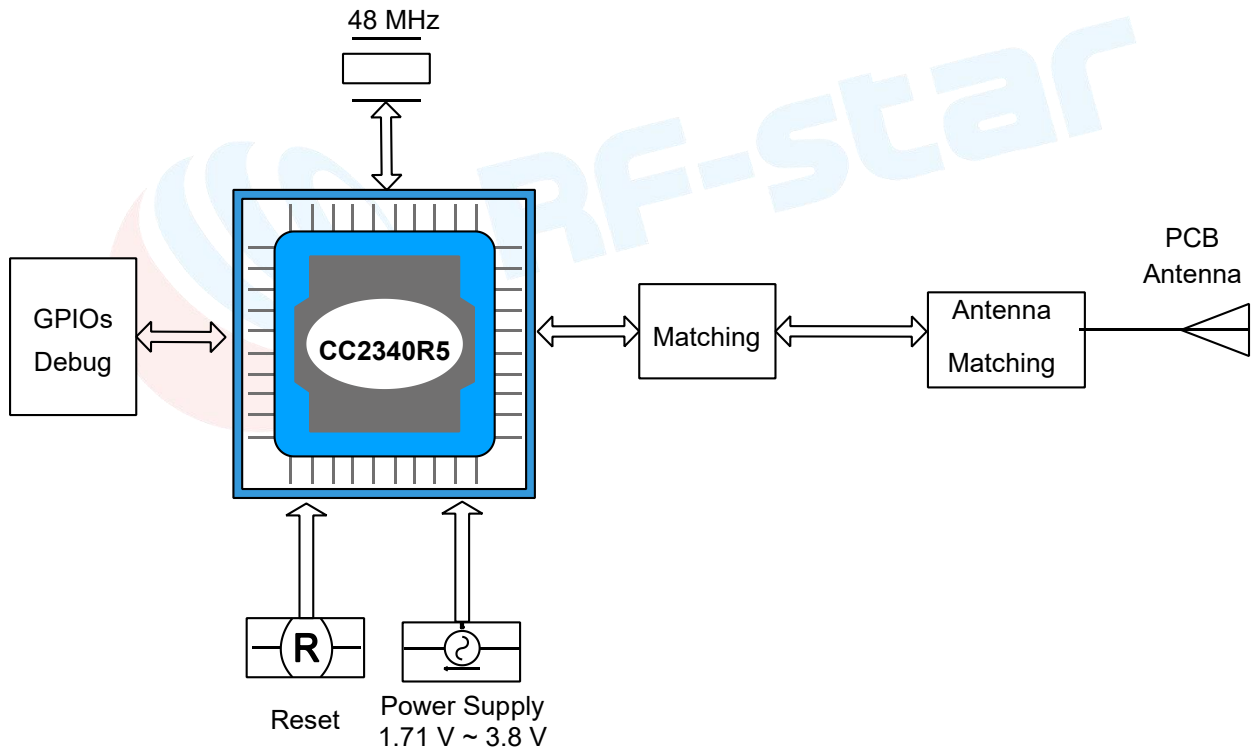 48 MHz
RF-star
PCB
Antenna
GPIOs
Debug
CC2340R5
Matching
Antenna
Matching
R
Reset
Power Supply
1.71 V ~ 3.8 V